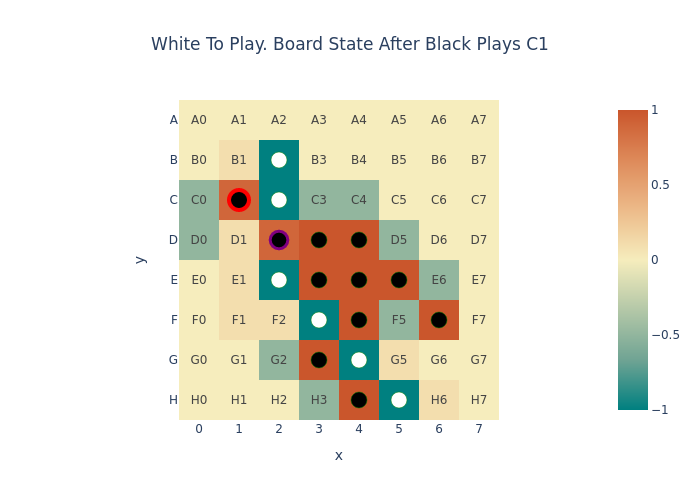 White To Play. Board State After Black Plays C1
A A0 A1 A2 A3 A4 A5 A6 A7
B B0 B1 B3 B4 B5 B6 B7
C C0 C3 C4 C5 C6 C7
D D0 D1 D5 D6 D7
E E0 E1 E6 E7
F F0 F1 F2 F5 F7
G G0 G1 G2 G5 G6 G7
H H0 H1 H2 H3 H6 H7
0 1 2 3 4 5 6 7
x
y
1
0.5
0
−0.5
−1